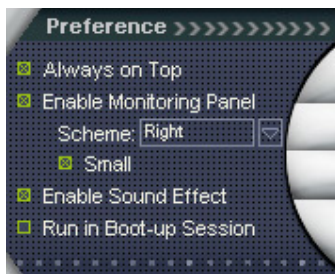 Preference >>>>>>>>>>>
Always on Top
Enable Monitoring Panel
Scheme: Right
Small
Enable Sound Effect
Run in Boot-up Session